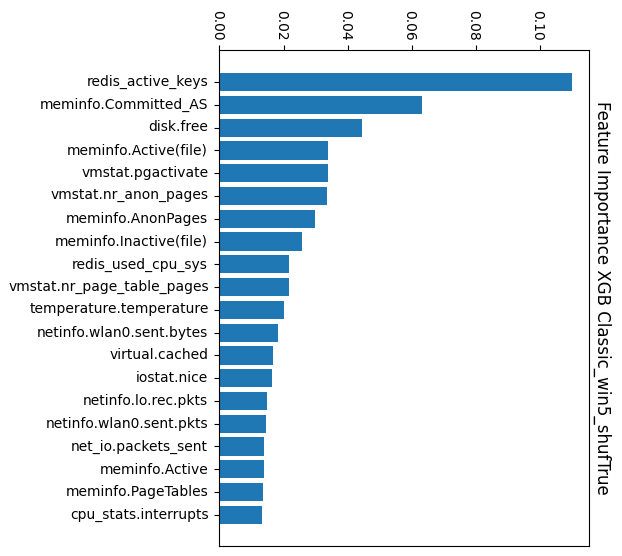 0.00
0.02
0.04
0.06
0.08
0.10
redis_active_keys
meminfo.Committed_AS
disk.free
meminfo.Active(file)
vmstat.pgactivate
vmstat.nr_anon_pages
meminfo.AnonPages
meminfo.Inactive(file)
redis_used_cpu_sys
vmstat.nr_page_table_pages
temperature.temperature
netinfo.wlan0.sent.bytes
virtual.cached
iostat.nice
netinfo.lo.rec.pkts
netinfo.wlan0.sent.pkts
net_io.packets_sent
meminfo.Active
meminfo.PageTables
cpu_stats.interrupts
Feature Importance XGB Classic_win5_shufTrue